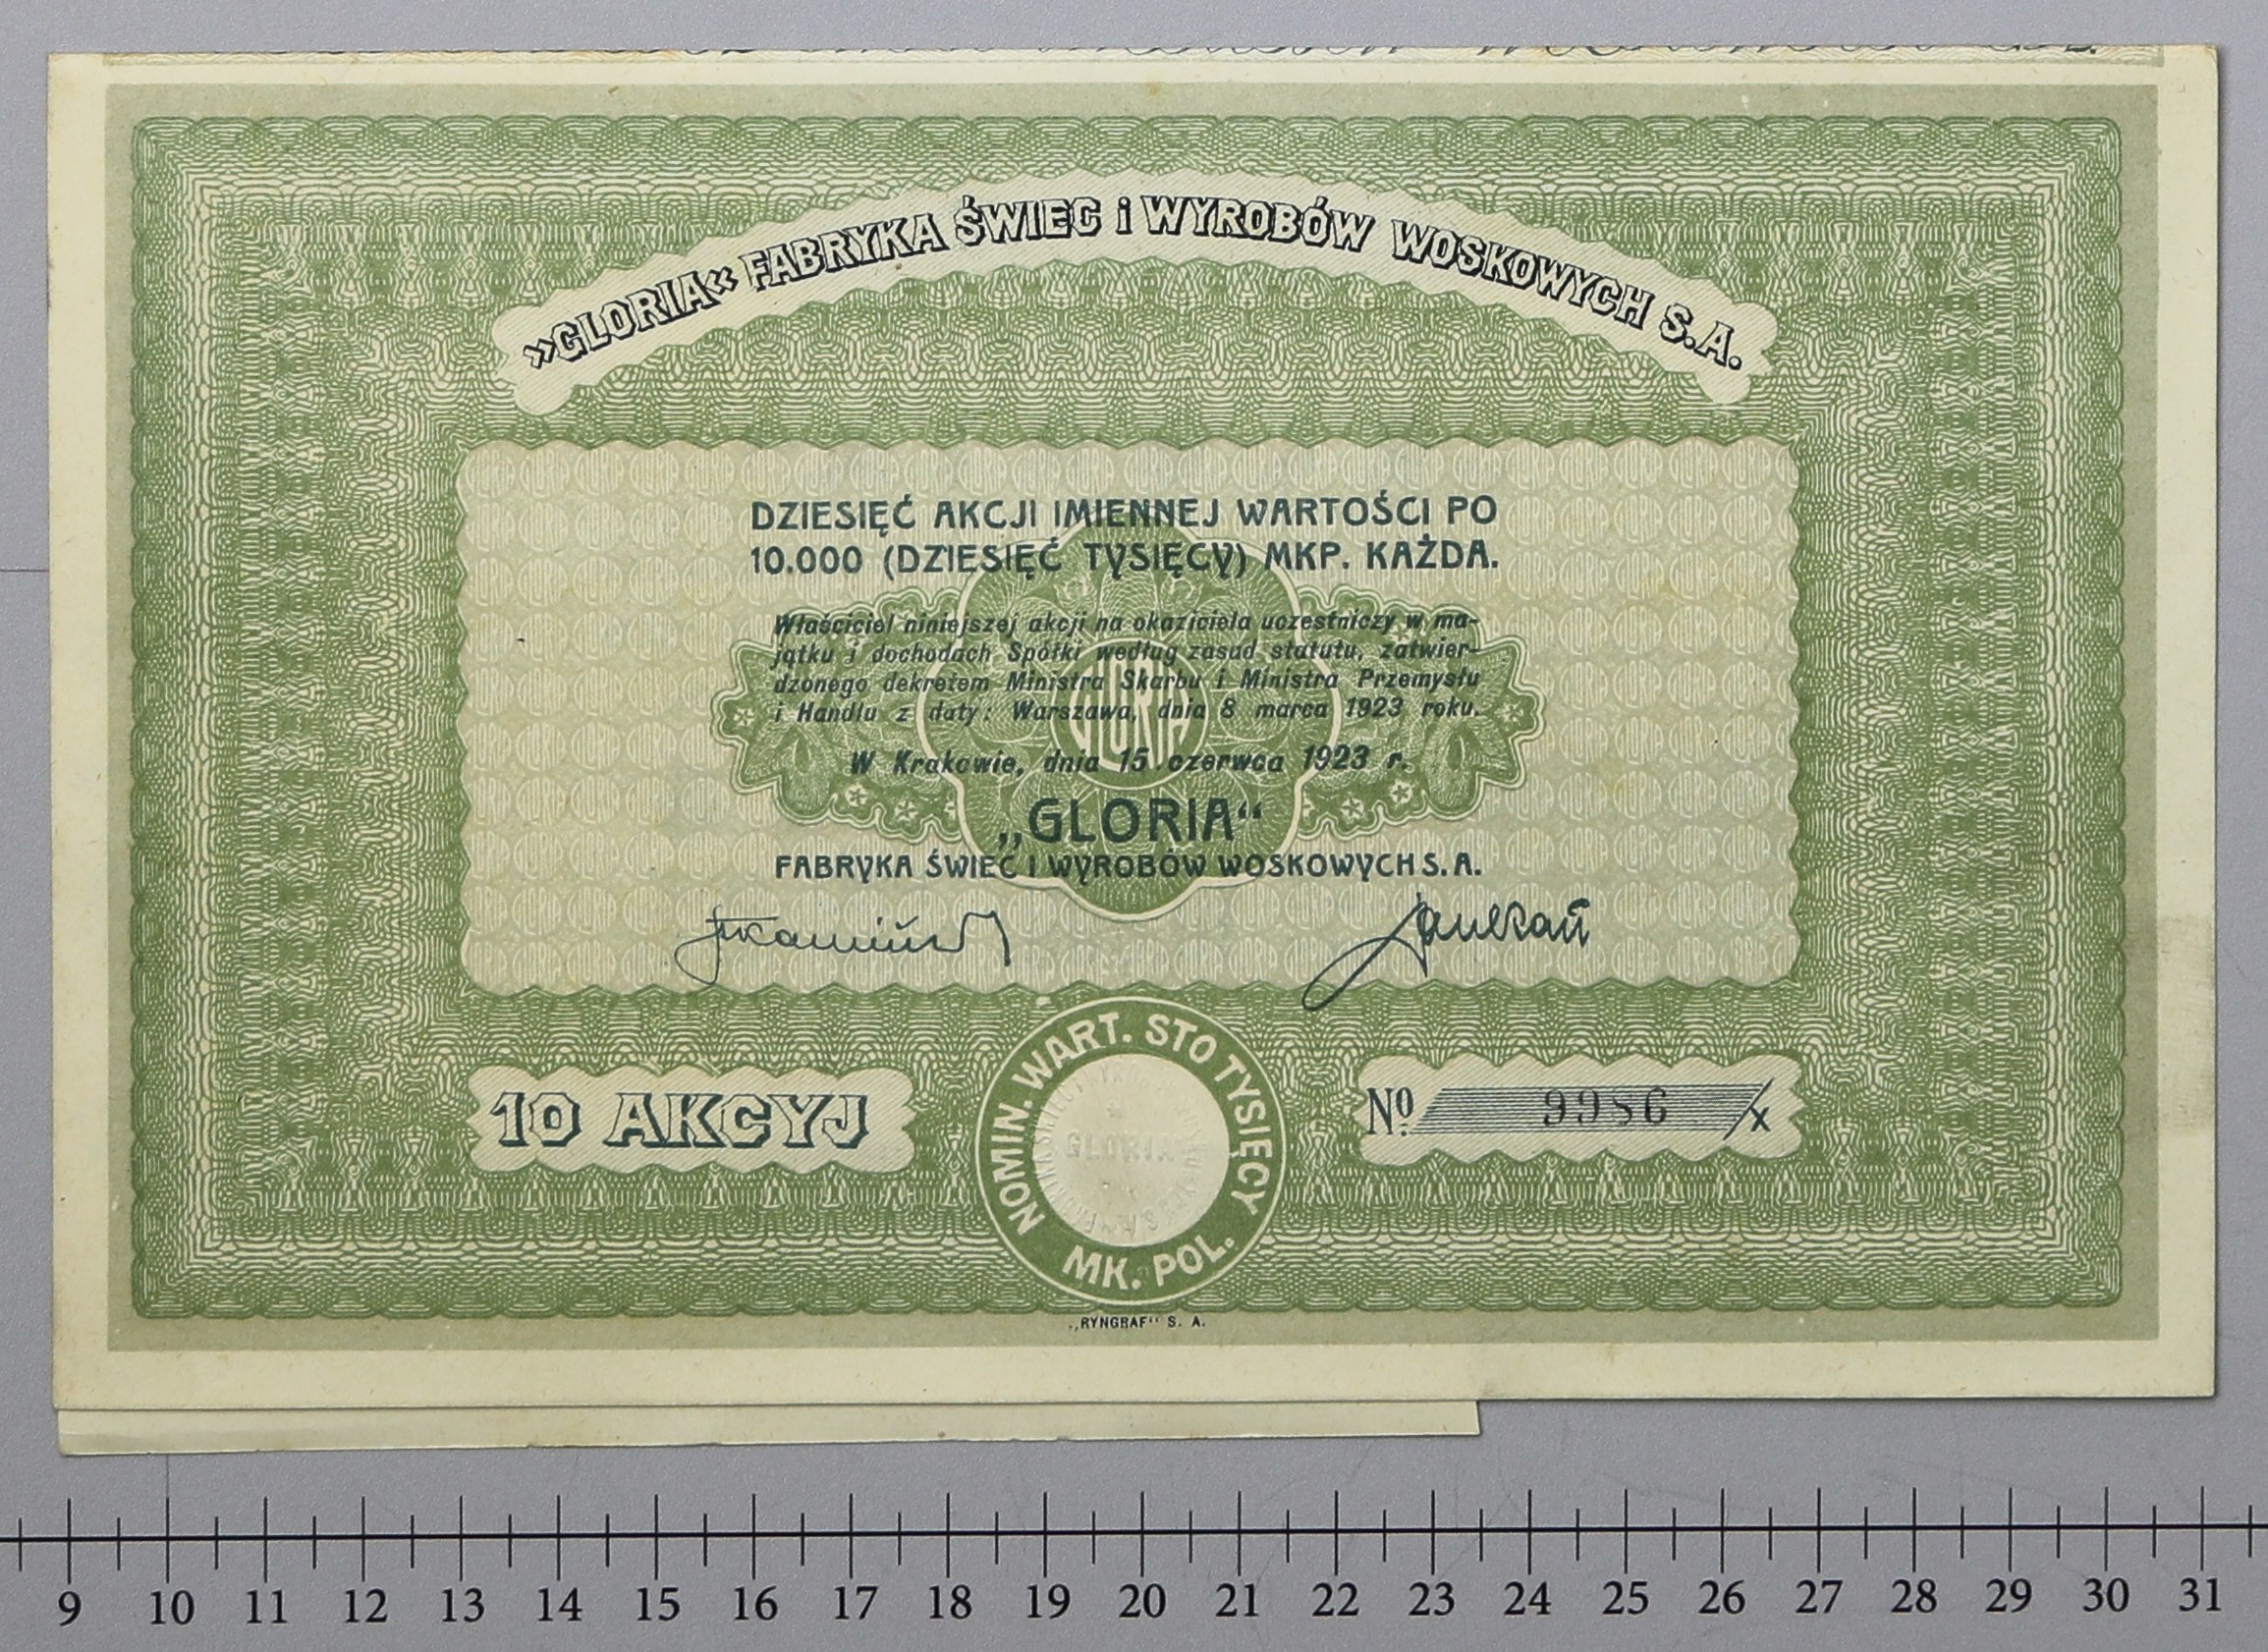 »GLORIA« FABRYKA ŚWIEC i WYROBÓW WOSKOWYCH S.A.
DZIESIĘĆ AKCJI IMIENNEJ WARTOŚCI PO
10.000 (DZIESIĘĆ TYSIĘCY) MKP. KAŻDA.
Właściciel niniejszej akcji na okaziciela uczestniczy w ma-
jątku i dochodach Spółki według zasad statutu, zatwier-
dzonego dekretem Ministra Skarbu i Ministra Przemysłu
i Handlu z daty: Warszawa, dnia 8 marca 1923 roku.
W Krakowie, dnia 15 czerwca 1923 r.
„GLORIA“
FABRYKA ŚWIEC I WYROBÓW WOSKOWYCH S. A.
10 AKCYJ
NOMIN. WART. STO TYSIĘCY
MK. POL.
GLORIA
No 9986 /x
„RYNGRAF“ S. A.
9 10 11 12 13 14 15 16 17 18 19 20 21 22 23 24 25 26 27 28 29 30 31